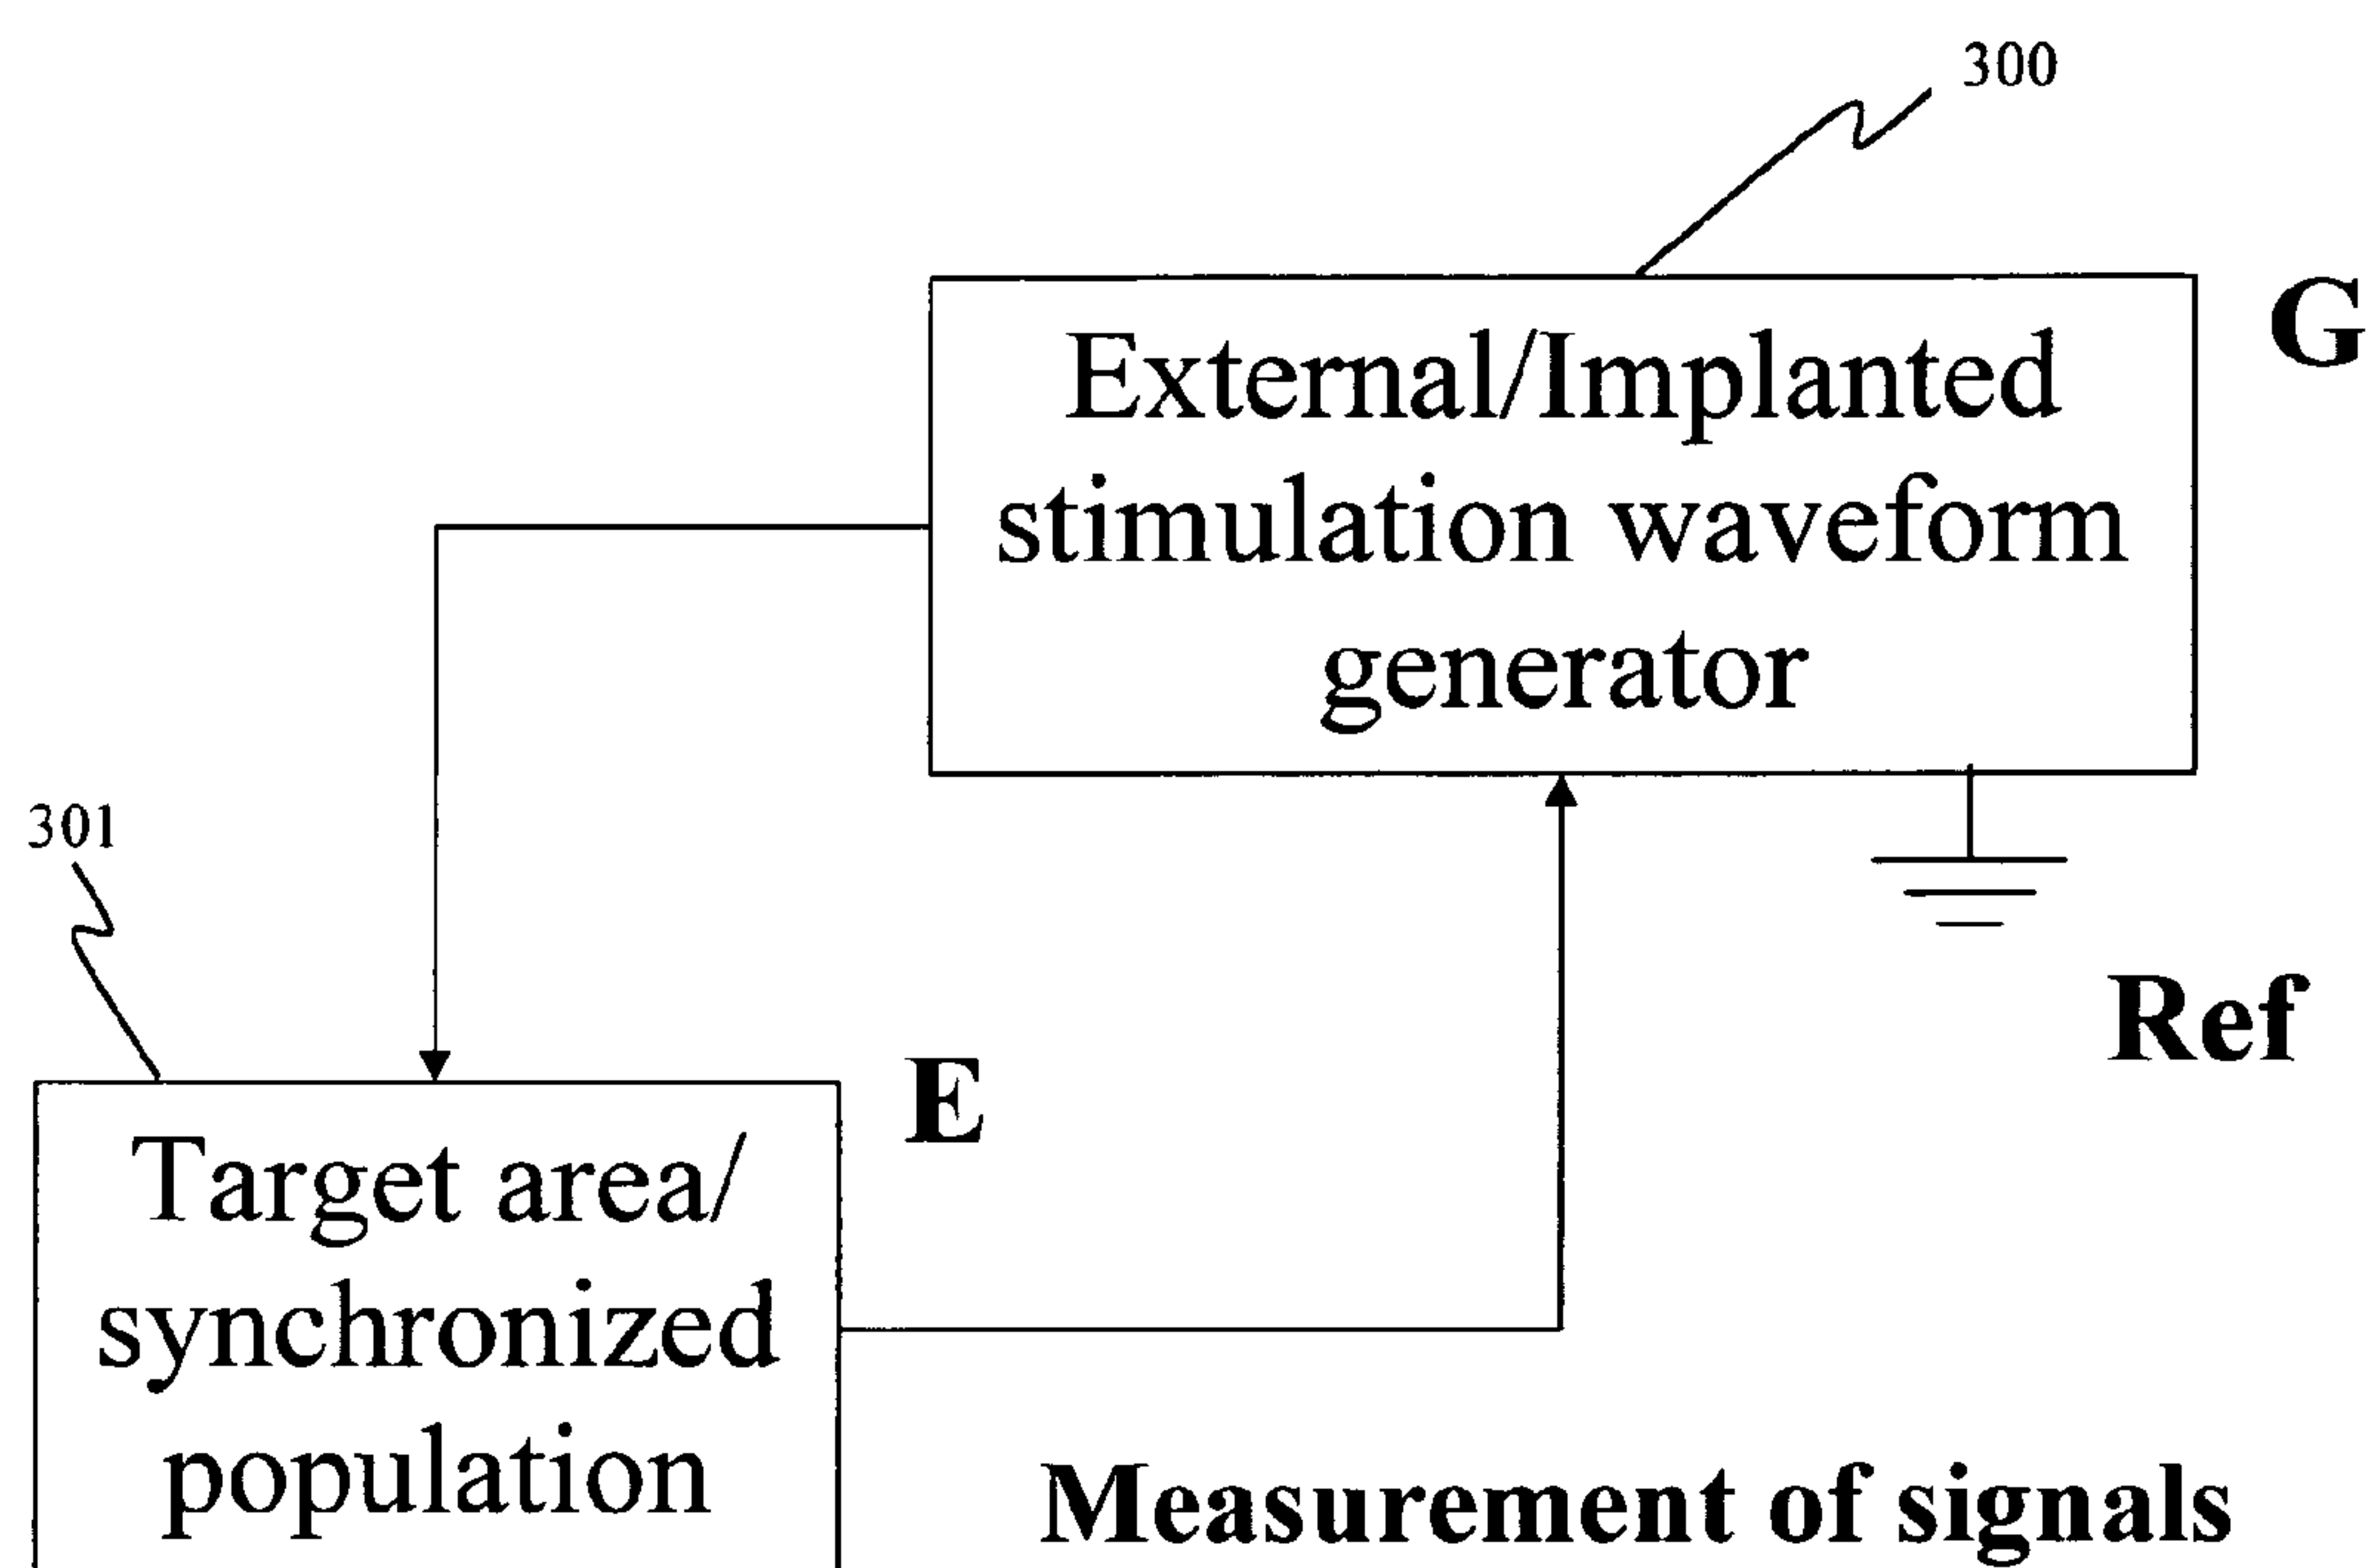 300
G
External/Implanted
stimulation waveform
generator
301
Ref
E
Target area/
synchronized
population
Measurement of signals